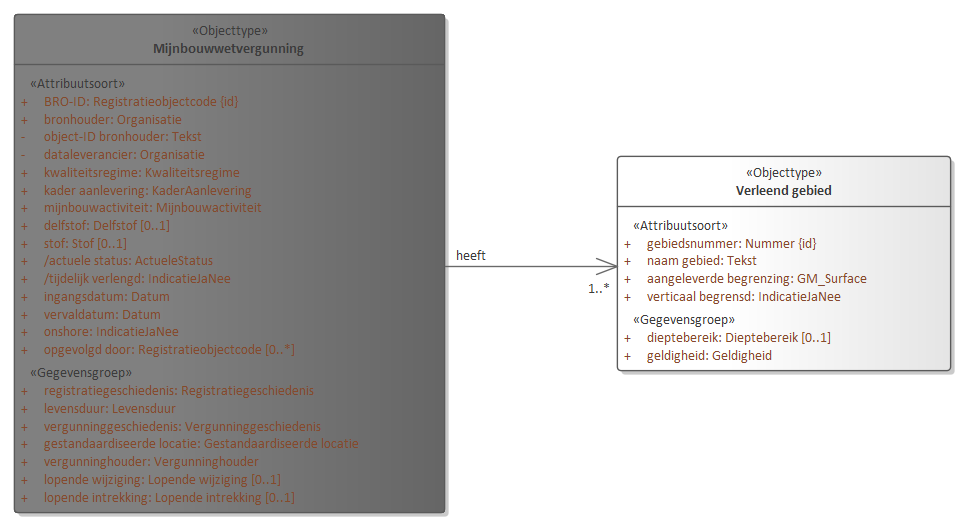 «Objecttype»
Mijnbouwwetvergunning
«Attribuutsoort»
+ BRO-ID: Registratieobjectcode {id}
+ bronhouder: Organisatie
- object-ID bronhouder: Tekst
- dataleverancier: Organisatie
+ kwaliteitsregime: Kwaliteitsregime
+ kader aanlevering: KaderAanlevering
+ mijnbouwactiviteit: Mijnbouwactiviteit
+ delfstof: Delfstof [0..1]
+ stof: Stof [0..1]
+ /actuele status: ActueleStatus
+ /tijdelijk verlengd: IndicatieJaNee
+ ingangsdatum: Datum
+ vervaldatum: Datum
+ onshore: IndicatieJaNee
+ opgevolgd door: Registratieobjectcode [0..*]
«Gegevensgroep»
+ registratiegeschiedenis: Registratiegeschiedenis
+ levensduur: Levensduur
+ vergunninggeschiedenis: Vergunninggeschiedenis
+ gestandaardiseerde locatie: Gestandaardiseerde locatie
+ vergunninghouder: Vergunninghouder
+ lopende wijziging: Lopende wijziging [0..1]
+ lopende intrekking: Lopende intrekking [0..1]
heeft
1..*
«Objecttype»
Verleend gebied
«Attribuutsoort»
+ gebiedsnummer: Nummer {id}
+ naam gebied: Tekst
+ aangeleverde begrenzing: GM_Surface
+ verticaal begrensd: IndicatieJaNee
«Gegevensgroep»
+ dieptebereik: Dieptebereik [0..1]
+ geldigheid: Geldigheid